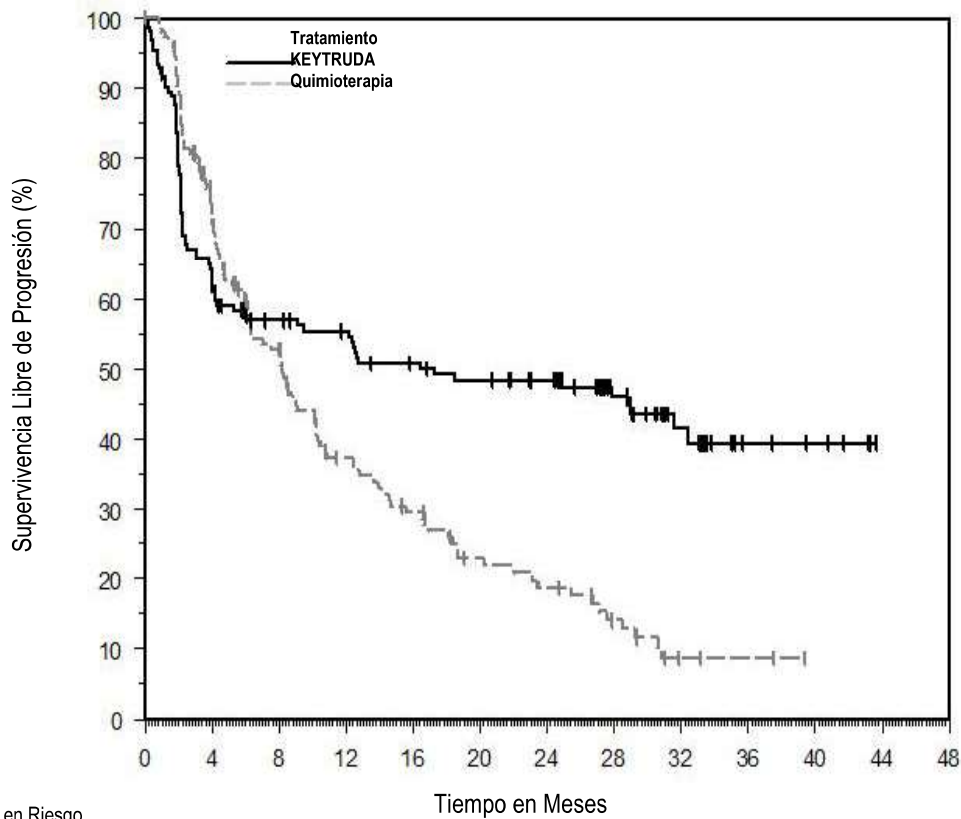 Tratamiento
KEYTRUDA
Quimioterapia
Supervivencia Libre de Progresión (%)
100
90
80
70
60
50
40
30
20
10
0
0 4 8 12 16 20 24 28 32 36 40 44 48
Tiempo en Meses
en Riesgo